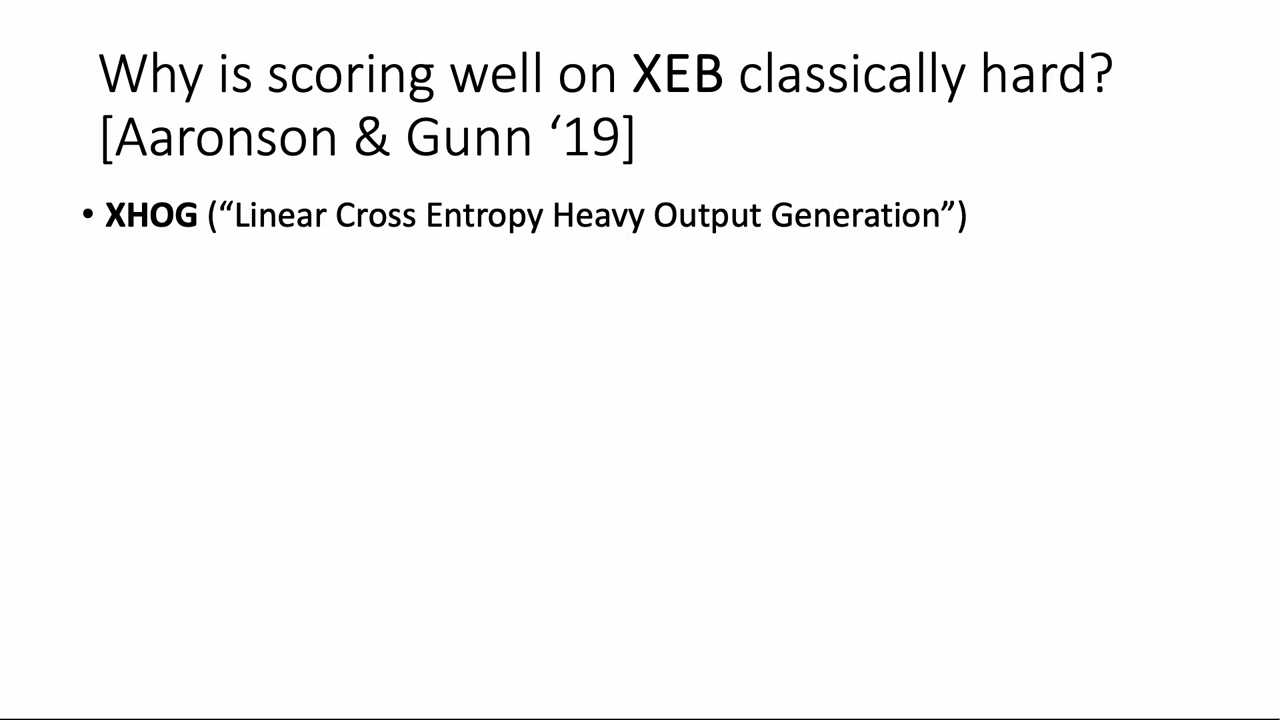 Why is scoring well on XEB classically hard?
[Aaronson & Gunn ‘19]
• XHOG (“Linear Cross Entropy Heavy Output Generation”)